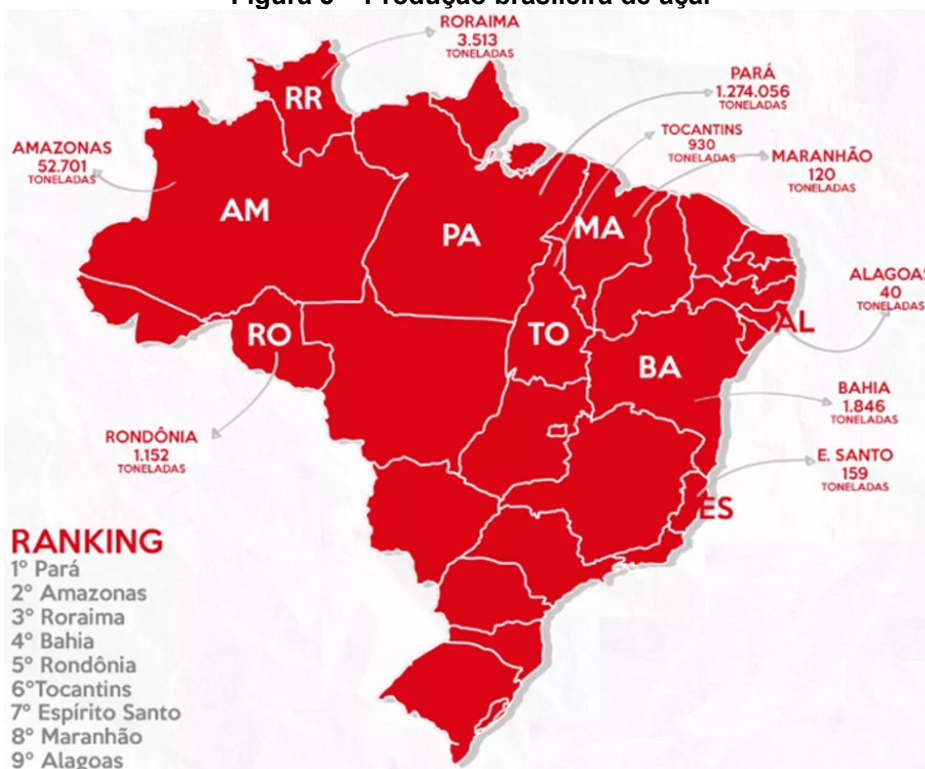 Figura 3 – Produção brasileira de açaí
RORAIMA
3.513
TONELADAS
PARÁ
1.274.056
TONELADAS
TOCANTINS
930
TONELADAS
MARANHÃO
120
TONELADAS
AMAZONAS
52.701
TONELADAS
ALAGOAS
40
TONELADAS
RR
AM
PA
MA
RO
TO
AL
BA
BAHIA
1.846
TONELADAS
RONDÔNIA
1.152
TONELADAS
E. SANTO
159
TONELADAS
ES
RANKING
1º Pará
2º Amazonas
3º Roraima
4º Bahia
5º Rondônia
6ºTocantins
7º Espírito Santo
8º Maranhão
9º Alagoas